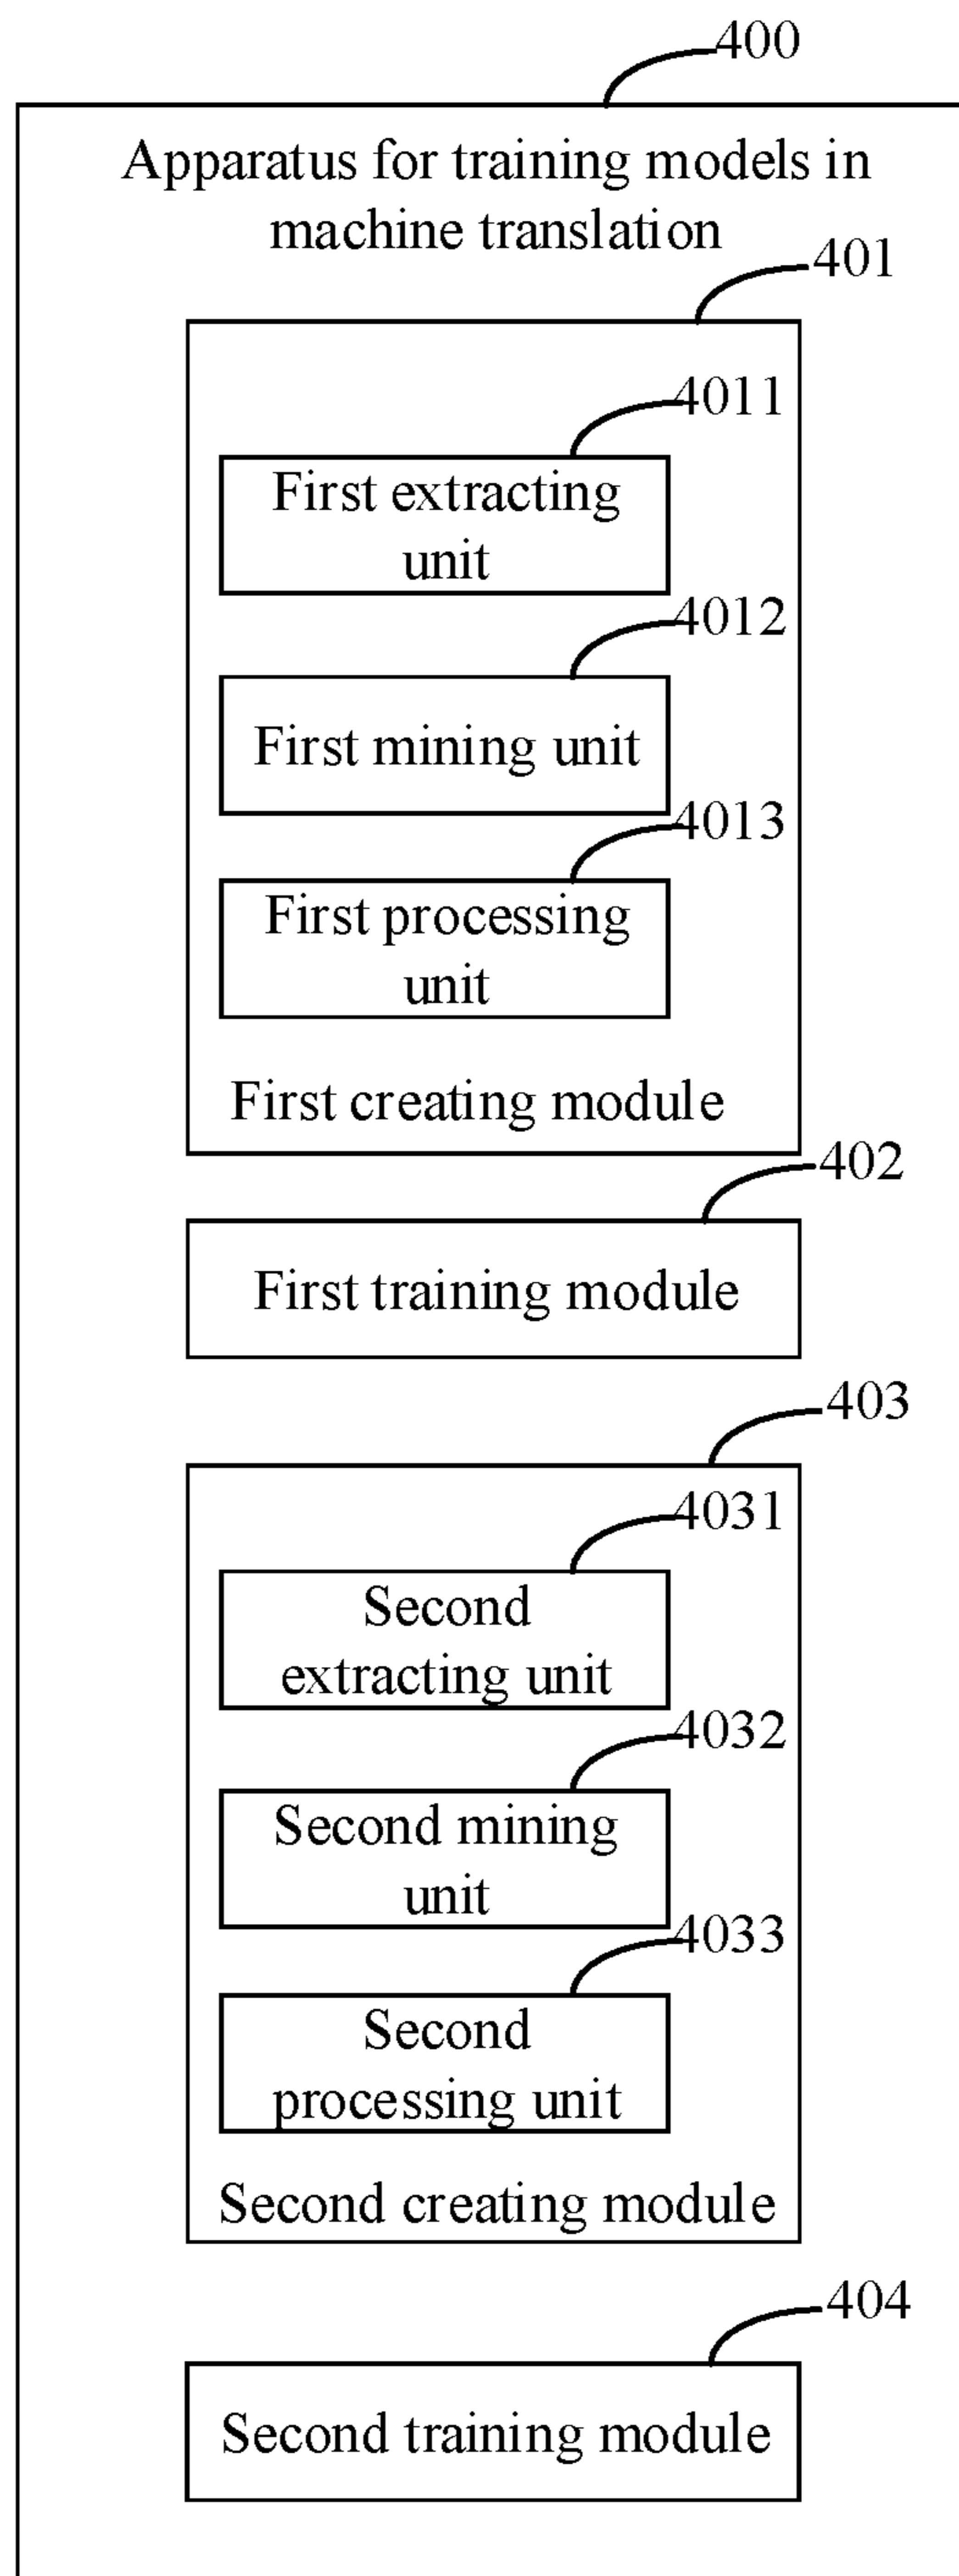 400
Apparatus for training models in
machine translation
401
4011
First extracting
unit
4012
First mining unit
4013
First processing
unit
First creating module
402
First training module
403
4031
Second
extracting unit
4032
Second mining
unit
4033
Second
processing unit
Second creating module
404
Second training module